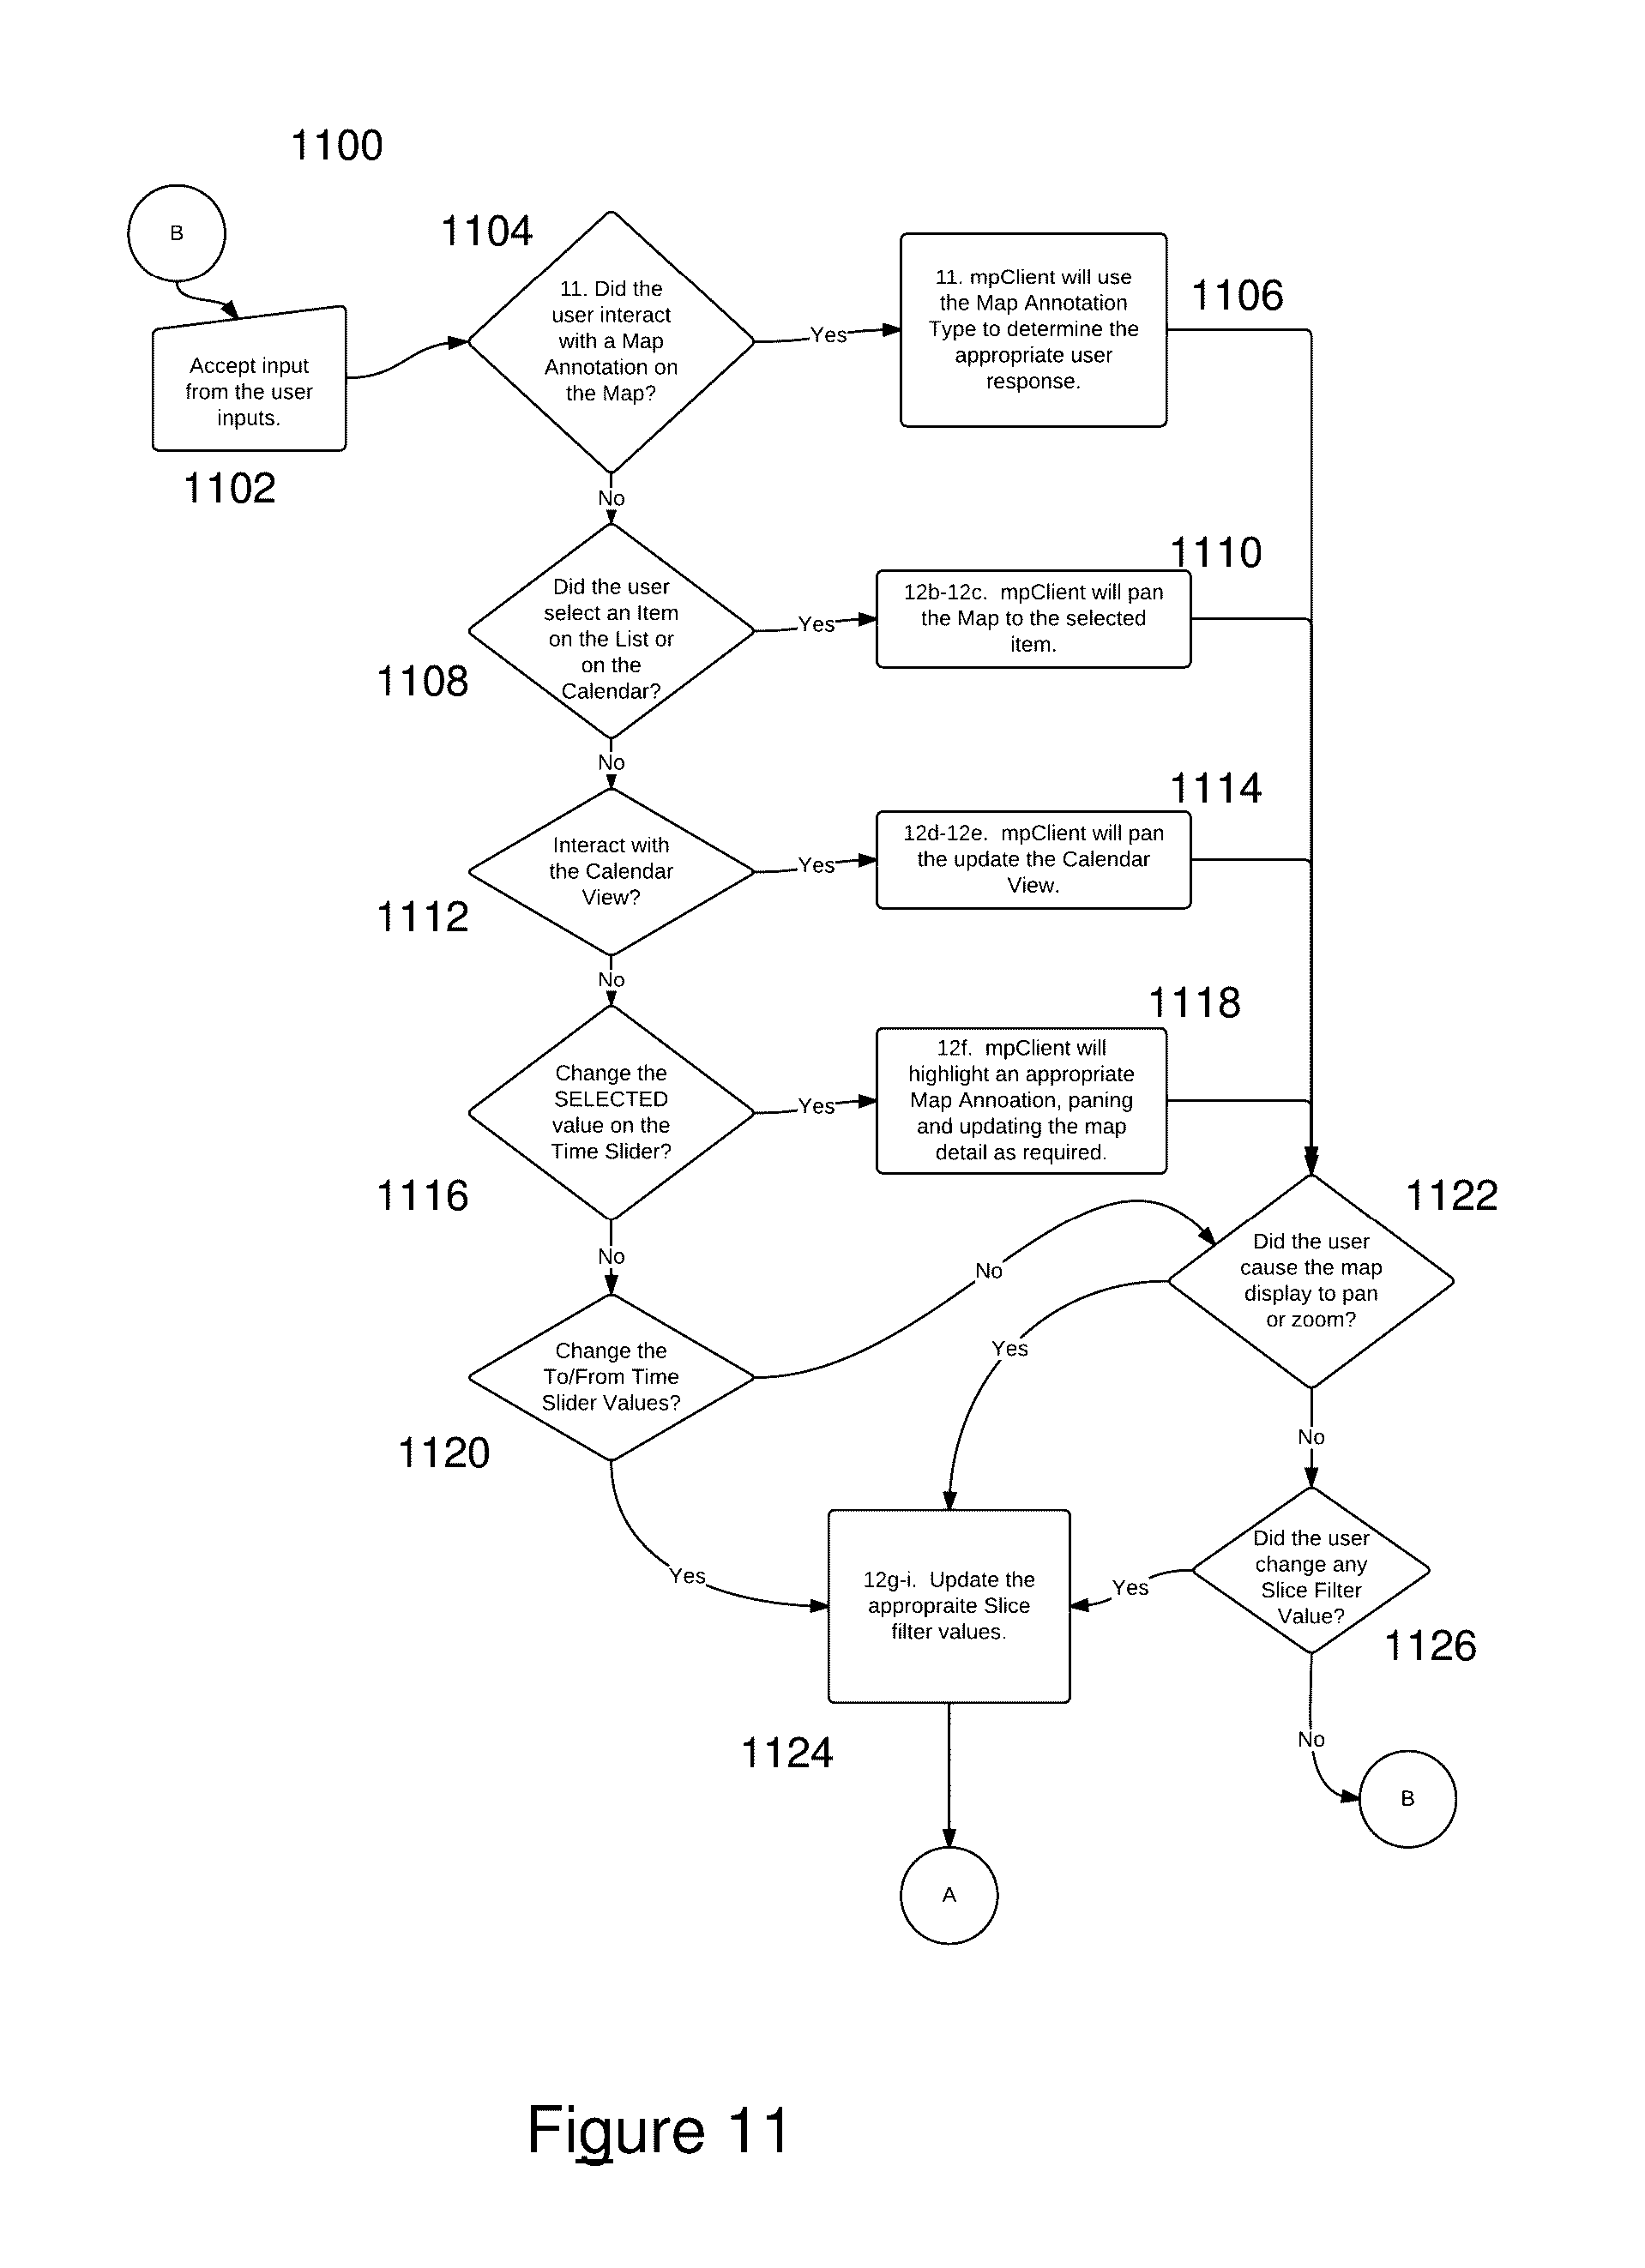 1100
B
1104
11. Did the
user interact
with a Map
Annotation on
the Map?
Yes
11. mpClient will use
the Map Annotation
Type to determine the
appropriate user
response.
1106
Accept input
from the user
inputs.
1102
No
1110
Did the user
select an Item
on the List or
on the
Calendar?
1108
Yes
12b-12c.  mpClient will pan
the Map to the selected
item.
No
1114
Interact with
the Calendar
View?
1112
Yes
12d-12e.  mpClient will pan
the update the Calendar
View.
No
1118
Change the
SELECTED
value on the
Time Slider?
1116
Yes
12f.  mpClient will
highlight an appropriate
Map Annoation, paning
and updating the map
detail as required.
1122
No
No
Did the user
cause the map
display to pan
or zoom?
Yes
Change the
To/From Time
Slider Values?
1120
No
Yes
12g-i.  Update the
appropraite Slice
filter values.
Yes
Did the user
change any
Slice Filter
Value?
1126
1124
No
B
A
Figure 11